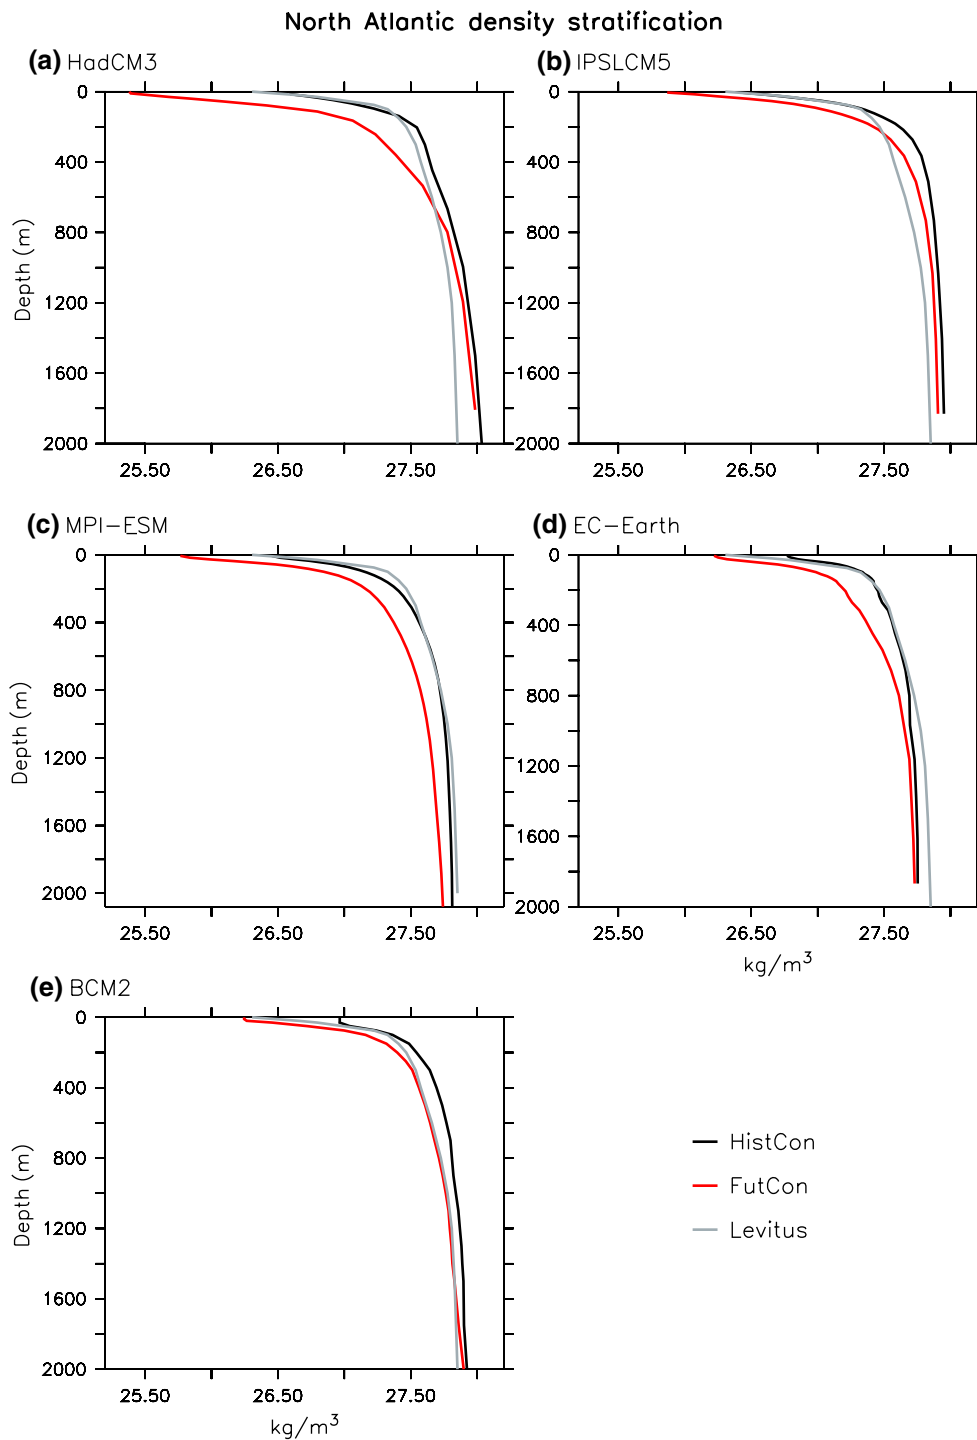 North Atlantic density stratification
(a) HadCM3
(b) IPSLCM5
0
400
800
1200
1600
2000
Depth (m)
25.50 26.50 27.50
0
400
800
1200
1600
2000
25.50 26.50 27.50
(c) MPI-ESM
(d) EC-Earth
0
400
800
1200
1600
2000
Depth (m)
25.50 26.50 27.50
0
400
800
1200
1600
2000
25.50 26.50 27.50
kg/m³
(e) BCM2
0
400
800
1200
1600
2000
Depth (m)
25.50 26.50 27.50
kg/m³
HistCon
FutCon
Levitus